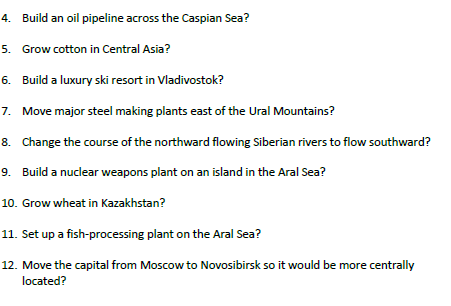 4. Build an oil pipeline across the Caspian Sea?
5. Grow cotton in Central Asia?
6. Build a luxury ski resort in Vladivostok?
7. Move major steel making plants east of the Ural Mountains?
8. Change the course of the northward flowing Siberian rivers to flow southward?
9. Build a nuclear weapons plant on an island in the Aral Sea?
10. Grow wheat in Kazakhstan?
11. Set up a fish-processing plant on the Aral Sea?
12. Move the capital from Moscow to Novosibirsk so it would be more centrally
located?